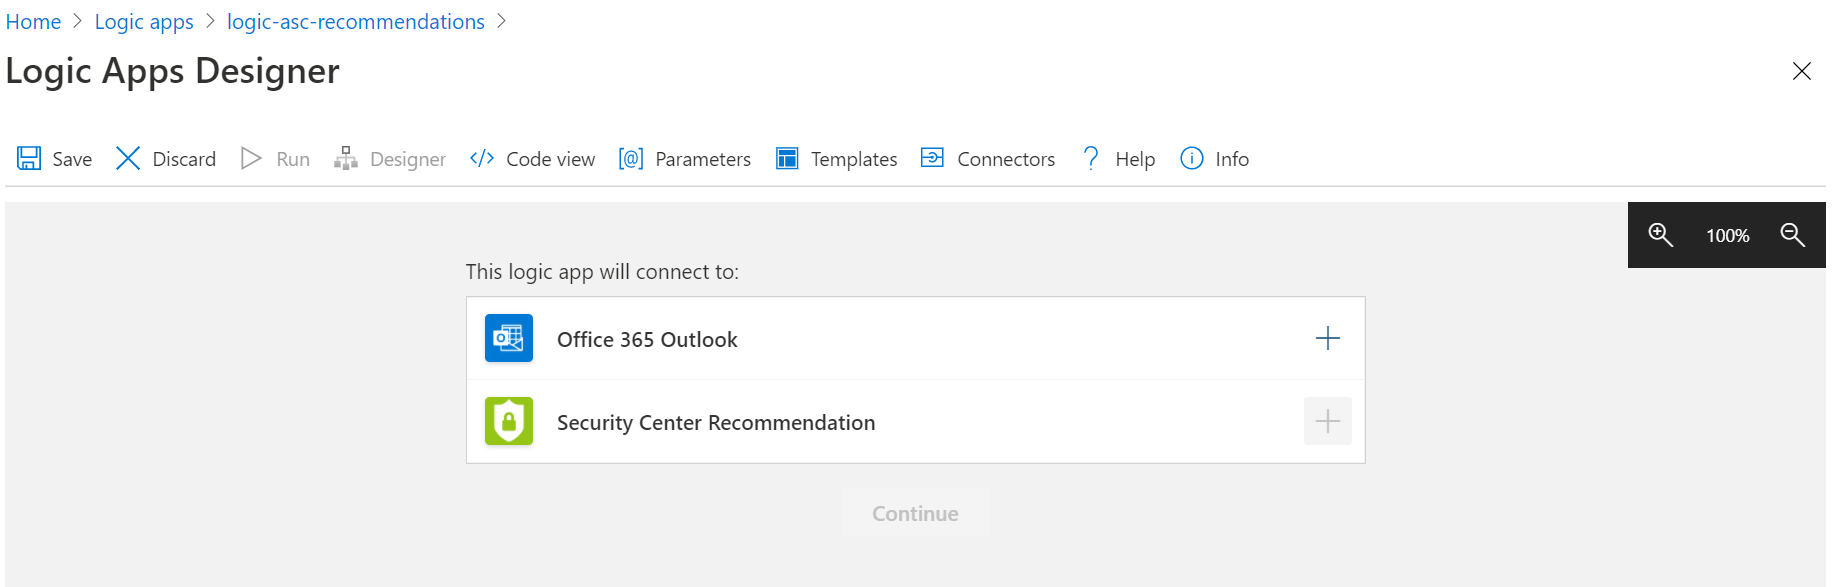 Home > Logic apps > logic-asc-recommendations >
Logic Apps Designer
Save Discard Run Designer </> Code view [@] Parameters Templates Connectors ? Help Info
100%
This logic app will connect to:
Office 365 Outlook
Security Center Recommendation
Continue